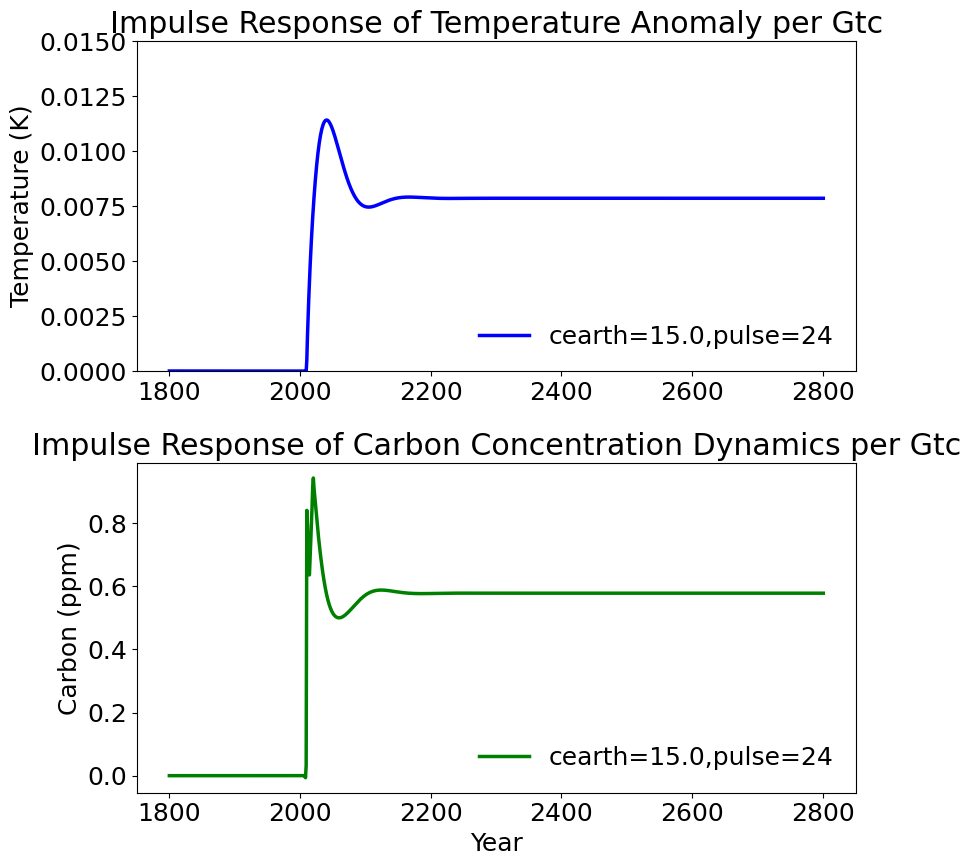 Impulse Response of Temperature Anomaly per Gtc
Temperature (K)
0.0150
0.0125
0.0100
0.0075
0.0050
0.0025
0.0000
cearth=15.0,pulse=24
1800 2000 2200 2400 2600 2800
Impulse Response of Carbon Concentration Dynamics per Gtc
Carbon (ppm)
0.8
0.6
0.4
0.2
0.0
cearth=15.0,pulse=24
1800 2000 2200 2400 2600 2800
Year